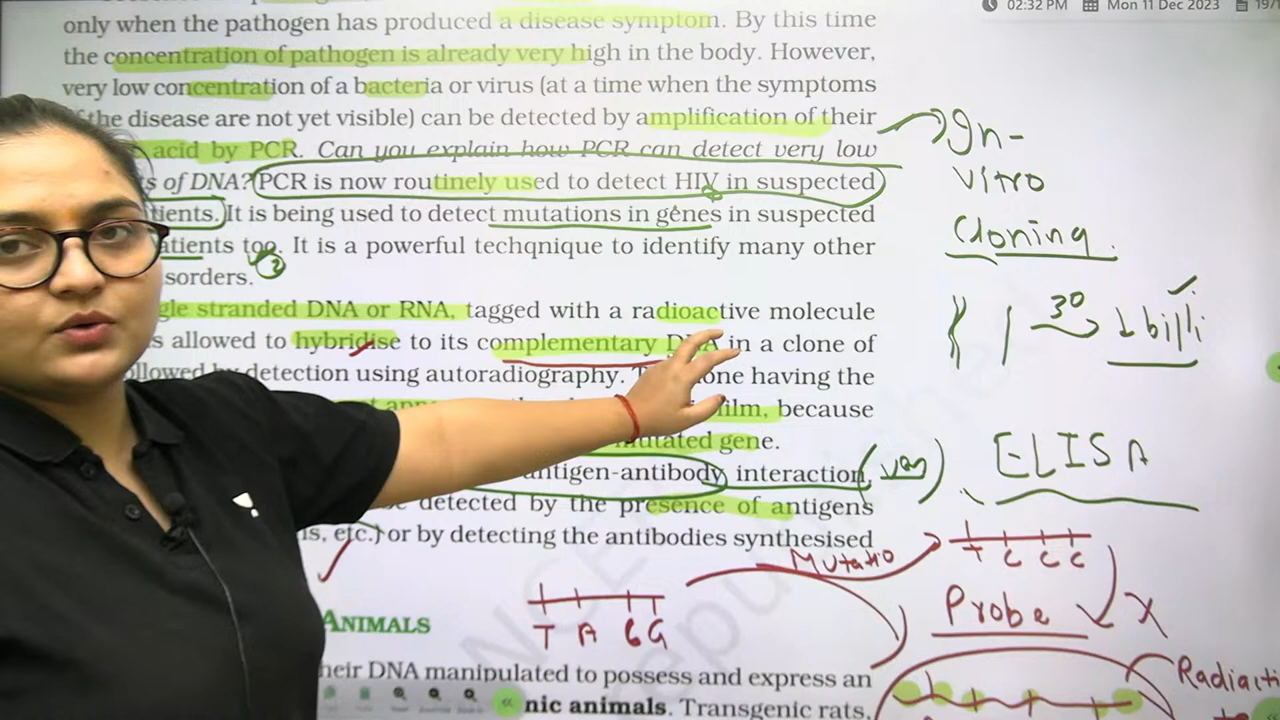 02:32 PM Mon 11 Dec 2023
only when the pathogen has produced a disease symptom. By this time
the concentration of pathogen is already very high in the body. However,
very low concentration of a bacteria or virus (at a time when the symptoms
the disease are not yet visible) can be detected by amplification of their
acid by PCR. Can you explain how PCR can detect very low
of DNA? PCR is now routinely used to detect HIV in suspected
It is being used to detect mutations in genes in suspected
too. It is a powerful techqnique to identify many other
sorders.
stranded DNA or RNA, tagged with a radioactive molecule
allowed to hybridise to its complementary DNA in a clone of
detection using autoradiography. having the
film, because
mutated gene.
antigen-antibody interaction
detected by the presence of antigens
etc.) or by detecting the antibodies synthesised
ANIMALS
DNA manipulated to possess and express an
nic animals. Transgenic rats,
In-
vitro
Cloning.
30
1 billi
ELISA
Mutatio
T C C C
T A G G
Probe
X